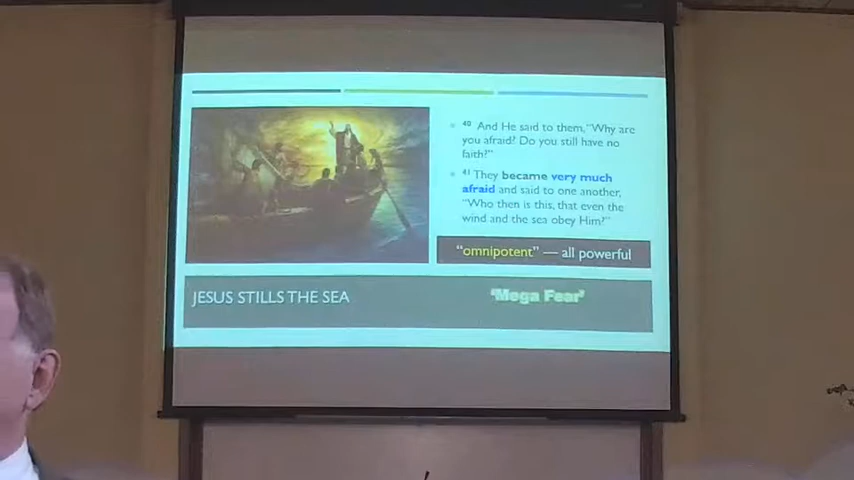 40 And He said to them, "Why are
you afraid? Do you still have no
faith?"
41 They became very much
afraid and said to one another,
"Who then is this, that even the
wind and the sea obey Him?"
"omnipotent" — all powerful
JESUS STILLS THE SEA
'Mega Fear'